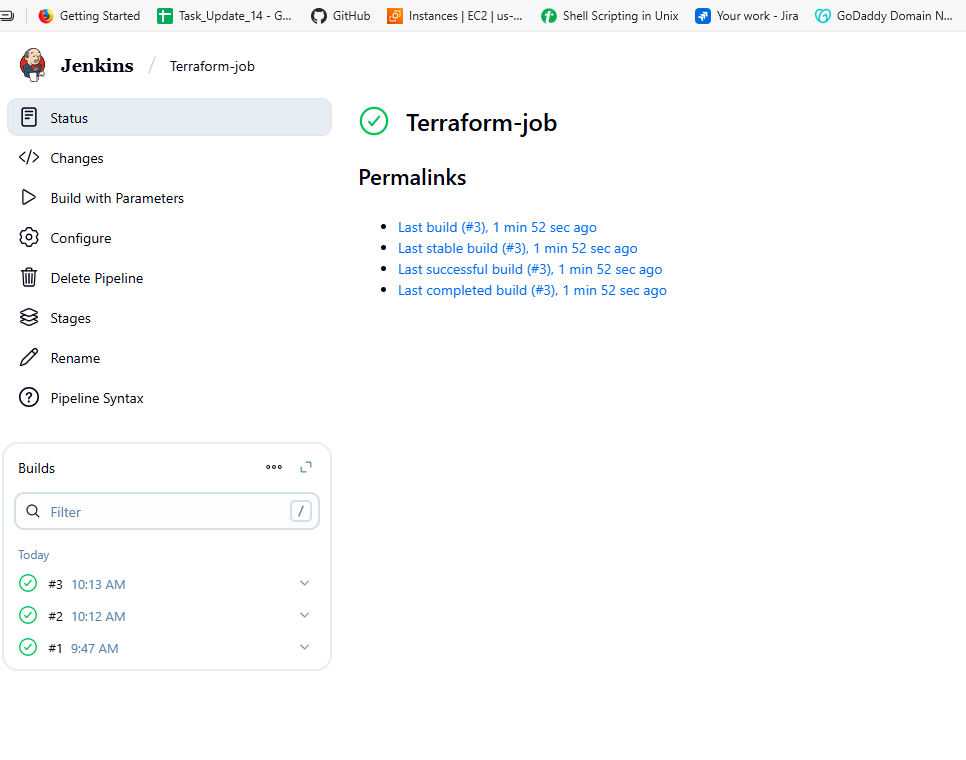 Getting Started Task_Update_14 - G... GitHub Instances | EC2 | us-... Shell Scripting in Unix Your work - Jira GoDaddy Domain N...
Jenkins / Terraform-job
Status
Changes
Build with Parameters
Configure
Delete Pipeline
Stages
Rename
Pipeline Syntax
Builds
Filter /
Today
#3 10:13 AM
#2 10:12 AM
#1 9:47 AM
Terraform-job
Permalinks
Last build (#3), 1 min 52 sec ago
Last stable build (#3), 1 min 52 sec ago
Last successful build (#3), 1 min 52 sec ago
Last completed build (#3), 1 min 52 sec ago